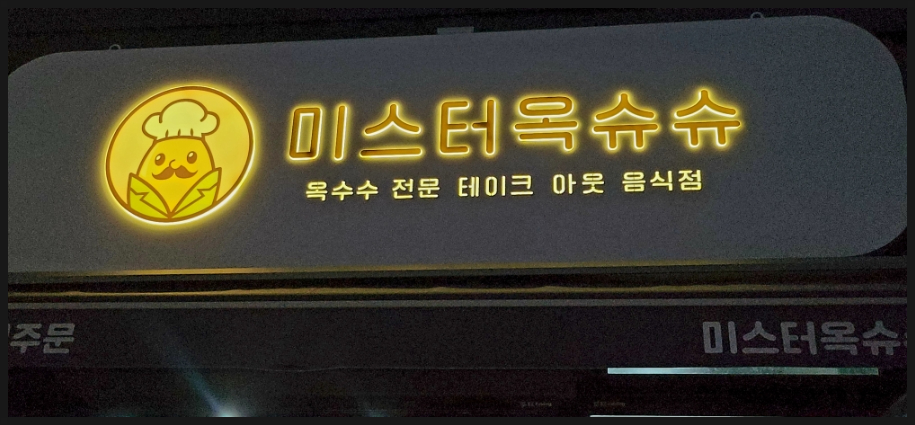 미스터옥슈슈
옥수수 전문 테이크 아웃 음식점
주문
미스터옥슈